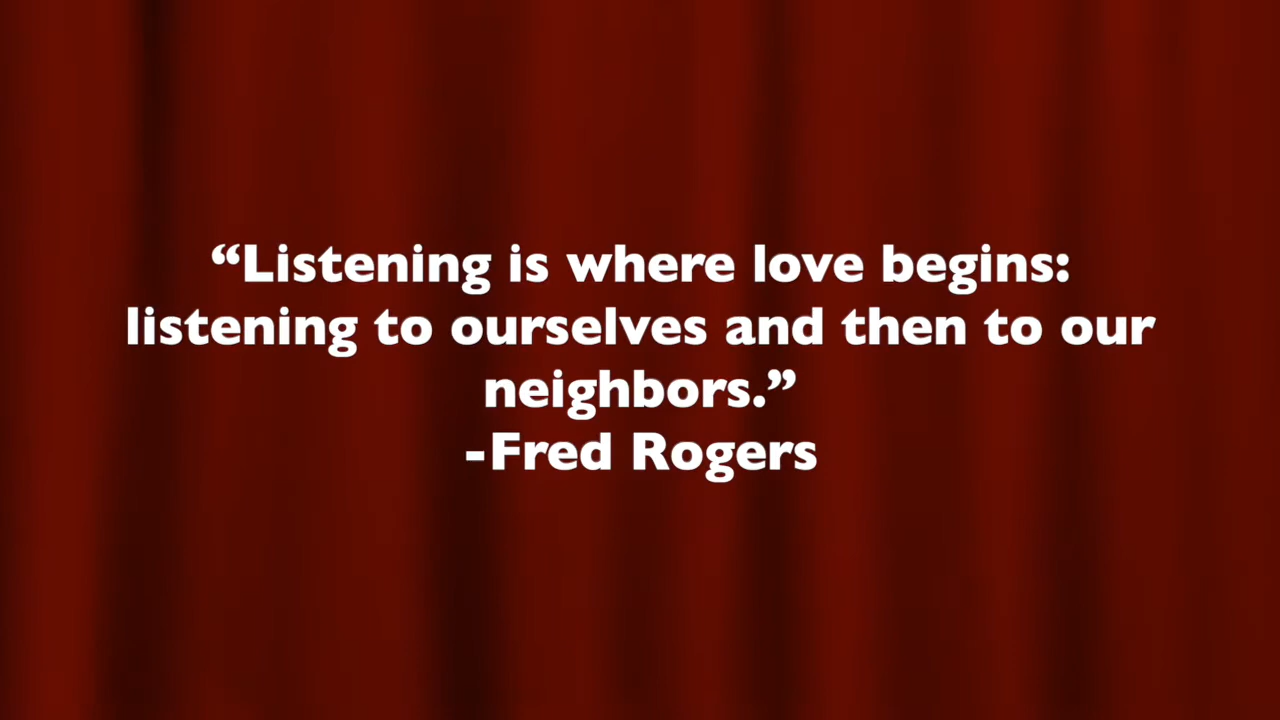 “Listening is where love begins:
listening to ourselves and then to our
neighbors.”
-Fred Rogers